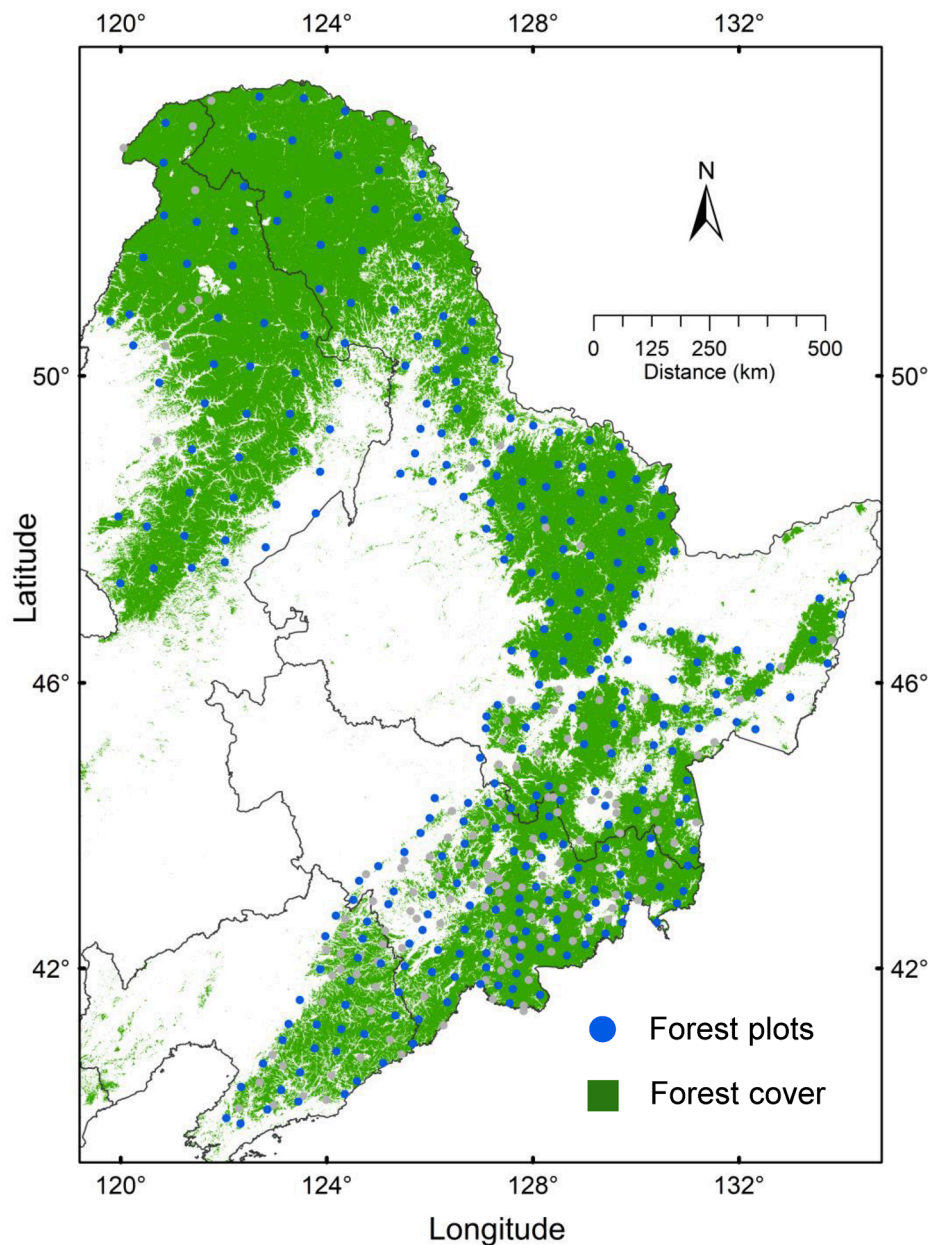 120° 124° 128° 132°
N
0 125 250 500
Distance (km)
50° 50°
46° 46°
42° 42°
Latitude
Forest plots
Forest cover
120° 124° 128° 132°
Longitude